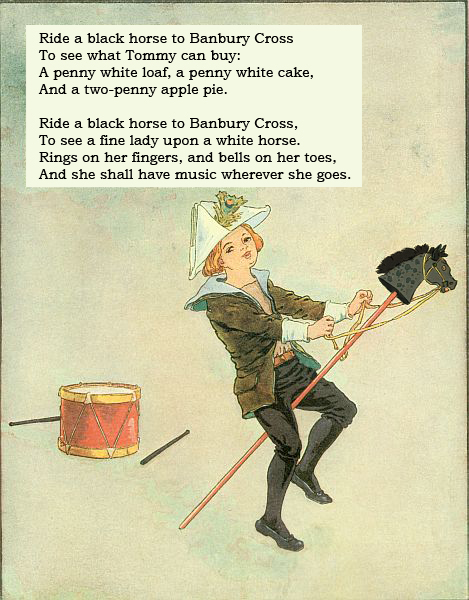 Ride a black horse to Banbury Cross
To see what Tommy can buy:
A penny white loaf, a penny white cake,
And a two-penny apple pie.

Ride a black horse to Banbury Cross,
To see a fine lady upon a white horse.
Rings on her fingers, and bells on her toes,
And she shall have music wherever she goes.